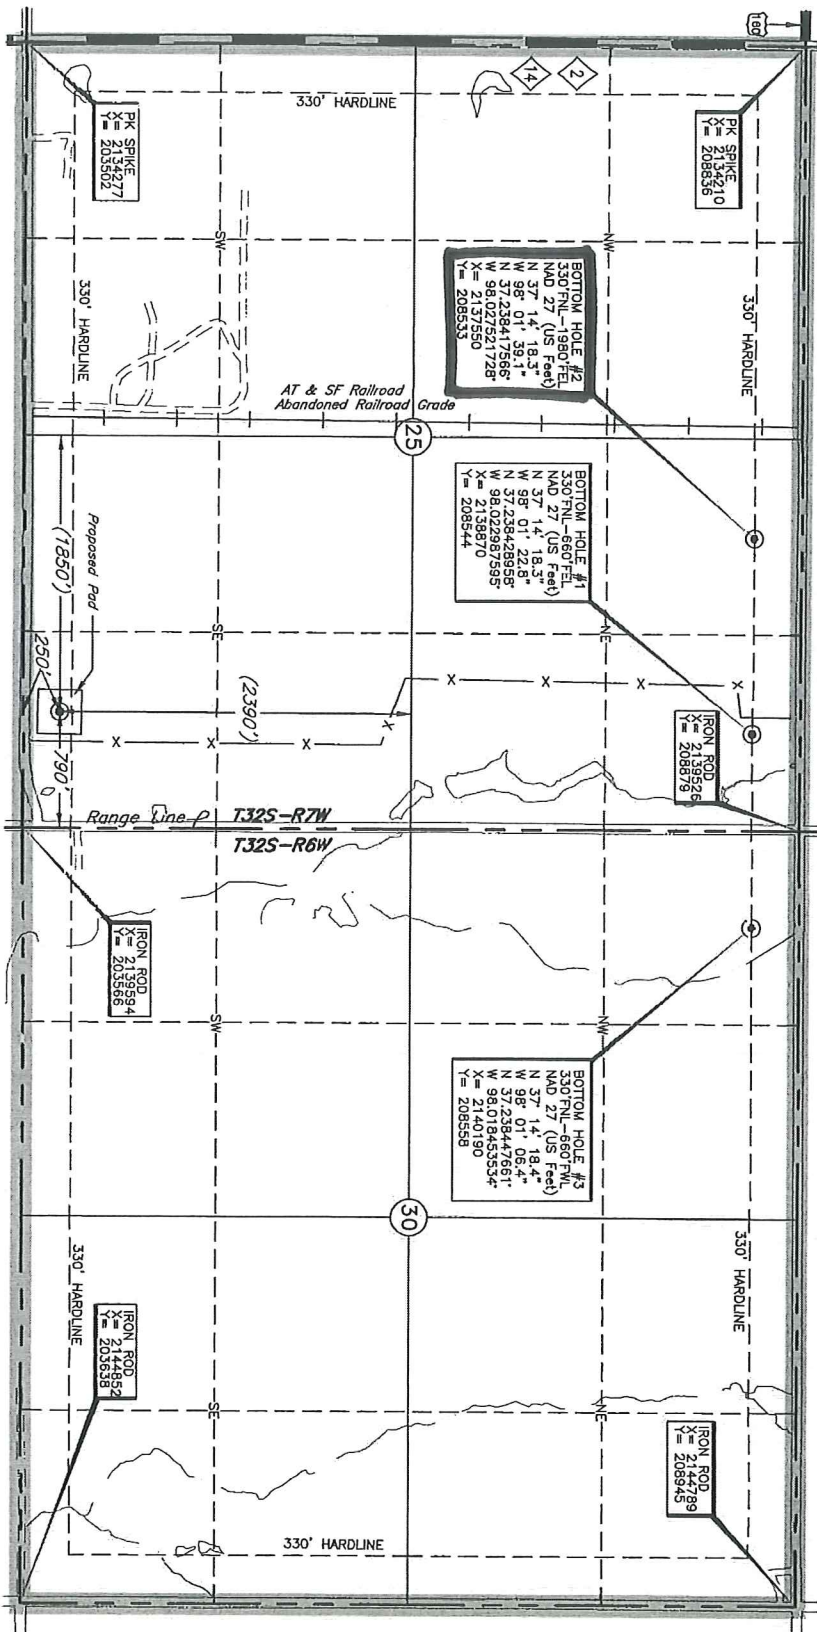 160
2
14
330' HARDLINE
PK SPIKE
X= 2134277
Y= 203502
PK SPIKE
X= 2134210
Y= 208836
SW
NW
330' HARDLINE
330' HARDLINE
BOTTOM HOLE #2
330'FNL-1980'FEL
NAD 27 (US Feet)
N 37° 14' 18.3"
W 98° 01' 39.1"
N 37.238417566°
W 98.027521728°
X= 2137550
Y= 208533
AT & SF Railroad
Abandoned Railroad Grade
25
BOTTOM HOLE #1
330'FNL-660'FEL
NAD 27 (US Feet)
N 37° 14' 18.3"
W 98° 01' 22.8"
N 37.238428958°
W 98.022987595°
X= 2138870
Y= 208544
(1850')
Proposed Pad
SE
NE
250'
(2390')
X
X
X
X
X
X
X
X
790'
IRON ROD
X= 2139526
Y= 208879
Range Line
T32S-R7W
T32S-R6W
IRON ROD
X= 2139594
Y= 203566
SW
NW
BOTTOM HOLE #3
330'FNL-660'FWL
NAD 27 (US Feet)
N 37° 14' 18.4"
W 98° 01' 06.4"
N 37.238447661°
W 98.018453534°
X= 2140190
Y= 208558
30
330' HARDLINE
330' HARDLINE
IRON ROD
X= 2144852
Y= 203638
SE
NE
IRON ROD
X= 2144789
Y= 208945
330' HARDLINE